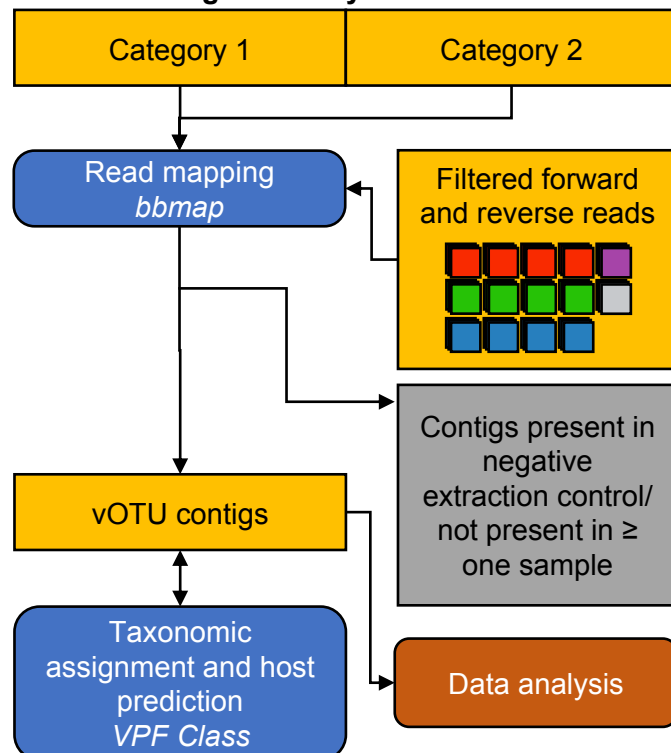 Category 1
Category 2
Read mapping
bbmap
Filtered forward
and reverse reads
Contigs present in
negative
extraction control/
not present in ≥
one sample
vOTU contigs
Taxonomic
assignment and host
prediction
VPF Class
Data analysis